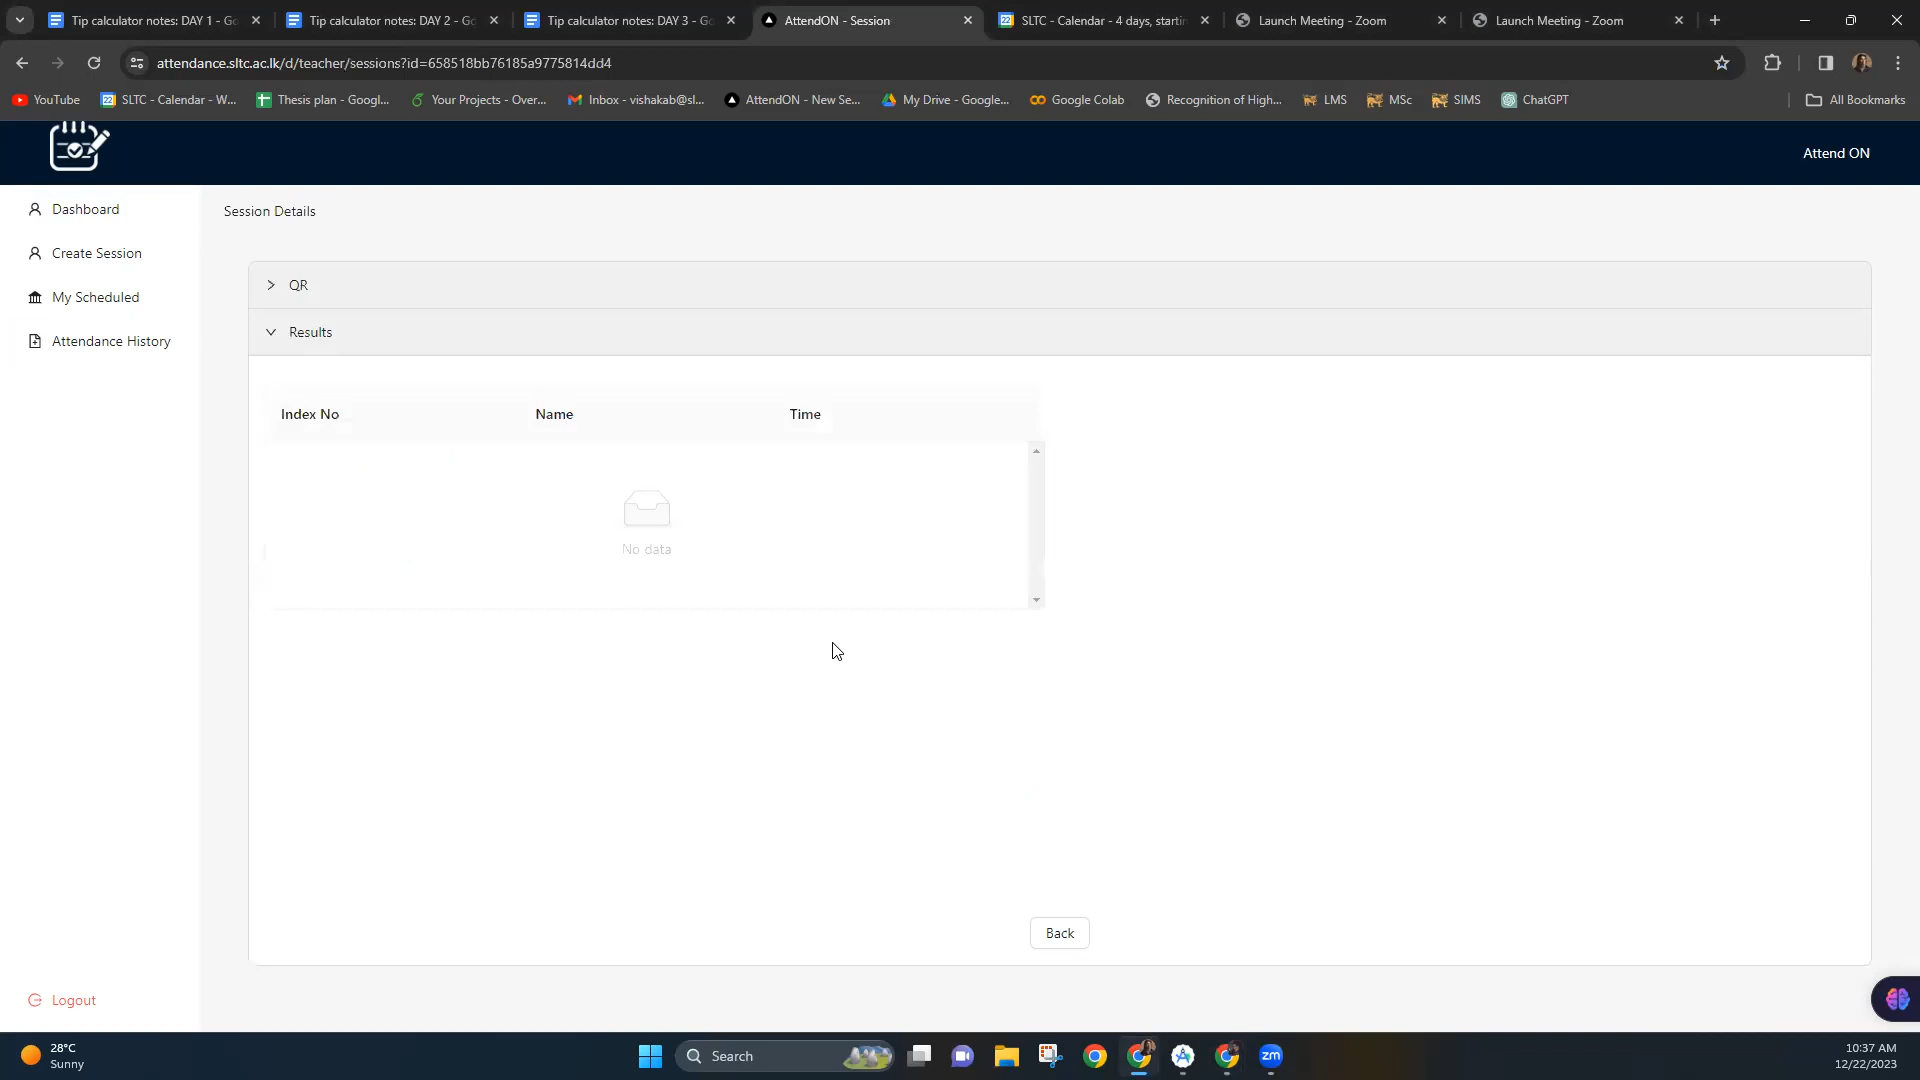 Tip calculator notes: DAY 1 - Go
Tip calculator notes: DAY 2 - Go
Tip calculator notes: DAY 3 - Go
AttendON - Session
SLTC - Calendar - 4 days, startin
Launch Meeting - Zoom
Launch Meeting - Zoom
attendance.sltc.ac.lk/d/teacher/sessions?id=658518bb76185a9775814dd4
YouTube
SLTC - Calendar - W...
Thesis plan - Googl...
Your Projects - Over...
Inbox - vishakab@sl...
AttendON - New Se...
My Drive - Google...
Google Colab
Recognition of High...
LMS
MSc
SIMS
ChatGPT
All Bookmarks
Attend ON
Dashboard
Create Session
My Scheduled
Attendance History
Logout
Session Details
QR
Results
Index No Name Time
No data
Back
28°C
Sunny
Search
zm
10:37 AM
12/22/2023